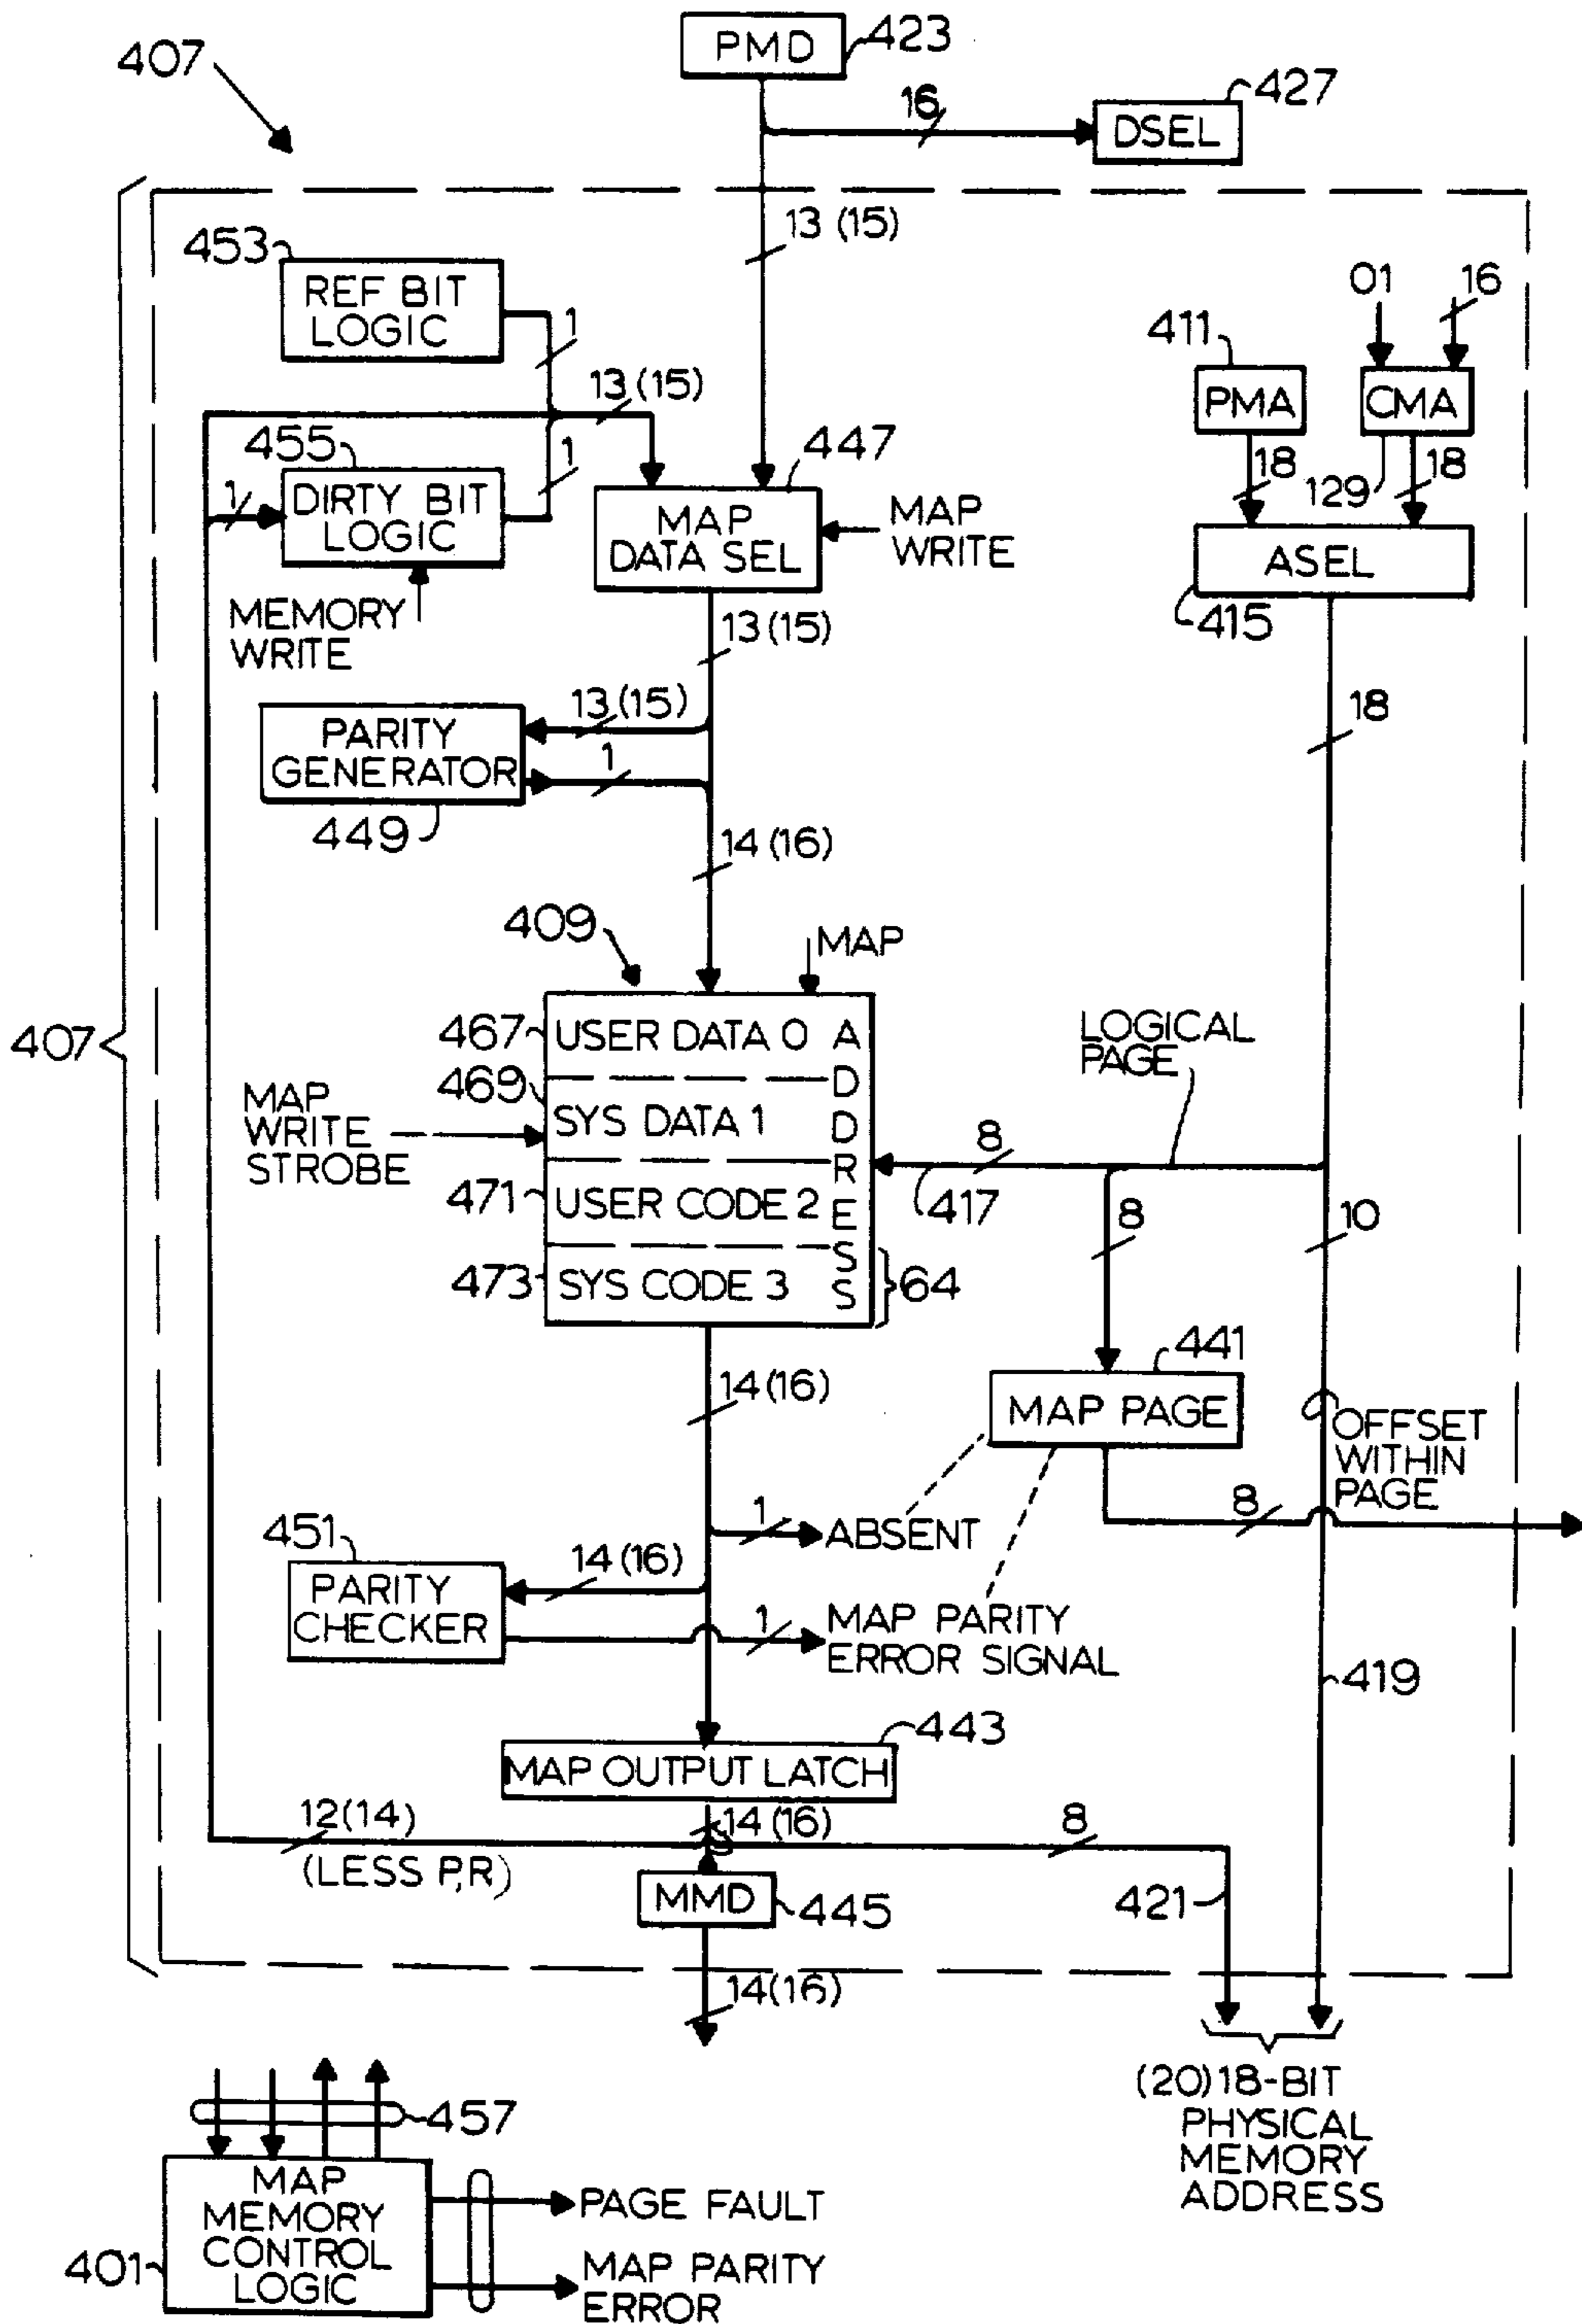 407
PMD
423
16
DSEL
427
13 (15)
453
REF BIT
LOGIC
1
13 (15)
455
DIRTY BIT
LOGIC
1
1
MEMORY
WRITE
447
MAP
DATA SEL
MAP
WRITE
01
16
411
PMA
CMA
18
129
18
ASEL
415
13 (15)
13 (15)
PARITY
GENERATOR
1
449
14 (16)
18
409
MAP
407
467
USER DATA 0
469
SYS DATA 1
471
USER CODE 2
473
SYS CODE 3
ADDRESS
64
MAP
WRITE
STROBE
LOGICAL
PAGE
8
417
8
10
441
MAP PAGE
14 (16)
OFFSET
WITHIN
PAGE
8
1
ABSENT
451
PARITY
CHECKER
14 (16)
1
MAP PARITY
ERROR SIGNAL
419
443
MAP OUTPUT LATCH
12 (14)
(LESS P,R)
14 (16)
8
MMD
445
421
14 (16)
(20) 18-BIT
PHYSICAL
MEMORY
ADDRESS
457
MAP
MEMORY
CONTROL
LOGIC
401
PAGE FAULT
MAP PARITY
ERROR